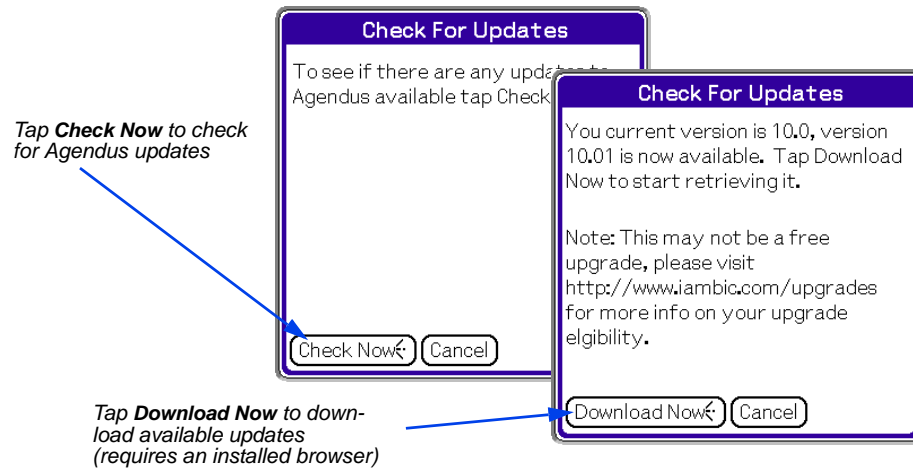 Check For Updates
To see if there are any updates to
Agendus available tap Check
Check Now
Cancel
Check For Updates
You current version is 10.0, version
10.01 is now available. Tap Download
Now to start retrieving it.
Note: This may not be a free
upgrade, please visit
http://www.iambic.com/upgrades
for more info on your upgrade
elgibility.
Download Now
Cancel
Tap Check Now to check
for Agendus updates
Tap Download Now to down-
load available updates
(requires an installed browser)